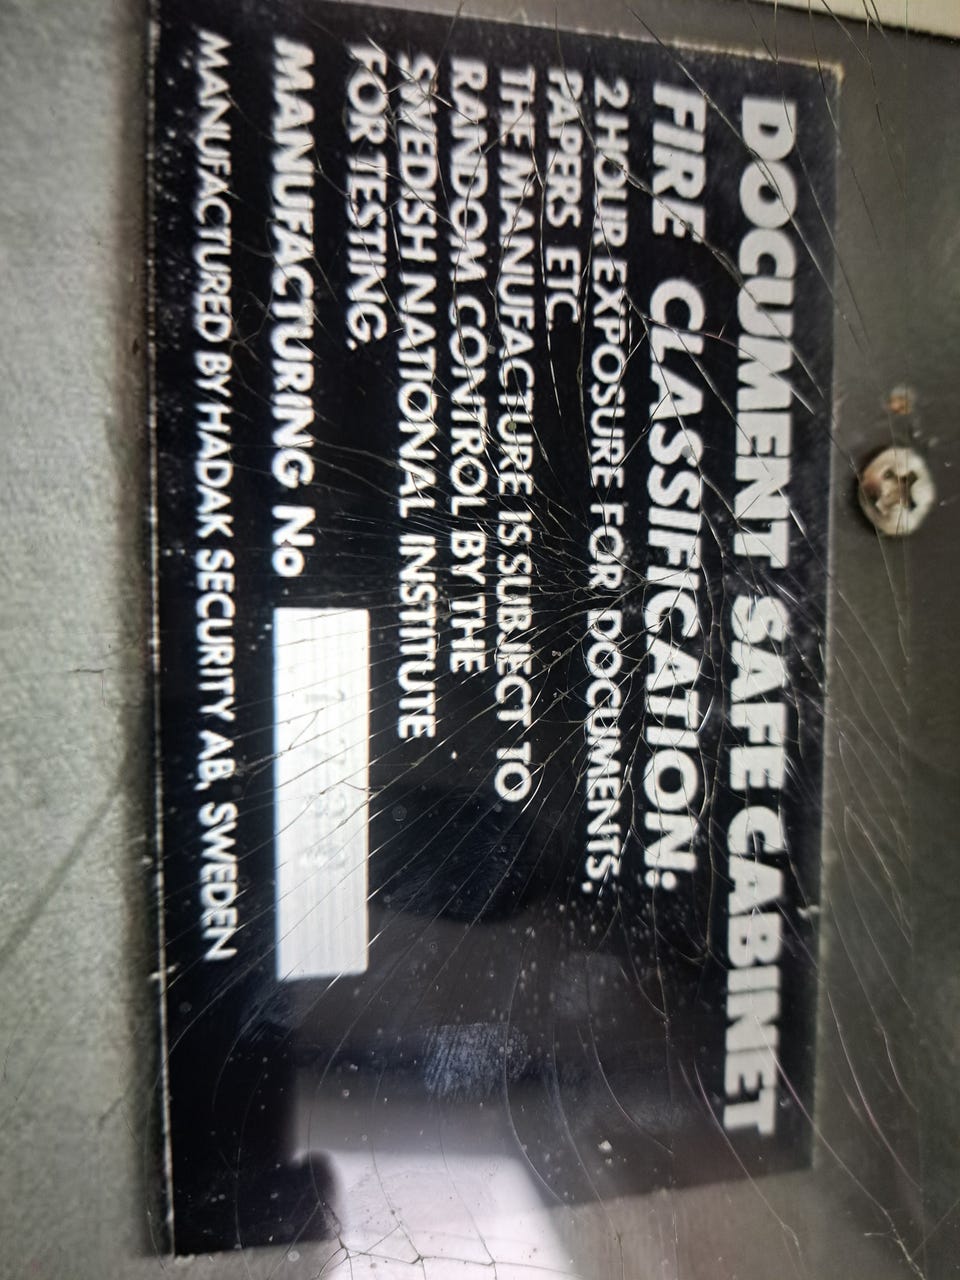 DOCUMENT SAFE CABINET
FIRE CLASSIFICATION:
2 HOUR EXPOSURE FOR DOCUMENTS,
PAPERS ETC.
THE MANUFACTURE IS SUBJECT TO
RANDOM CONTROL BY THE
SWEDISH NATIONAL INSTITUTE
FOR TESTING.
MANUFACTURING No
MANUFACTURED BY HADAK SECURITY AB, SWEDEN